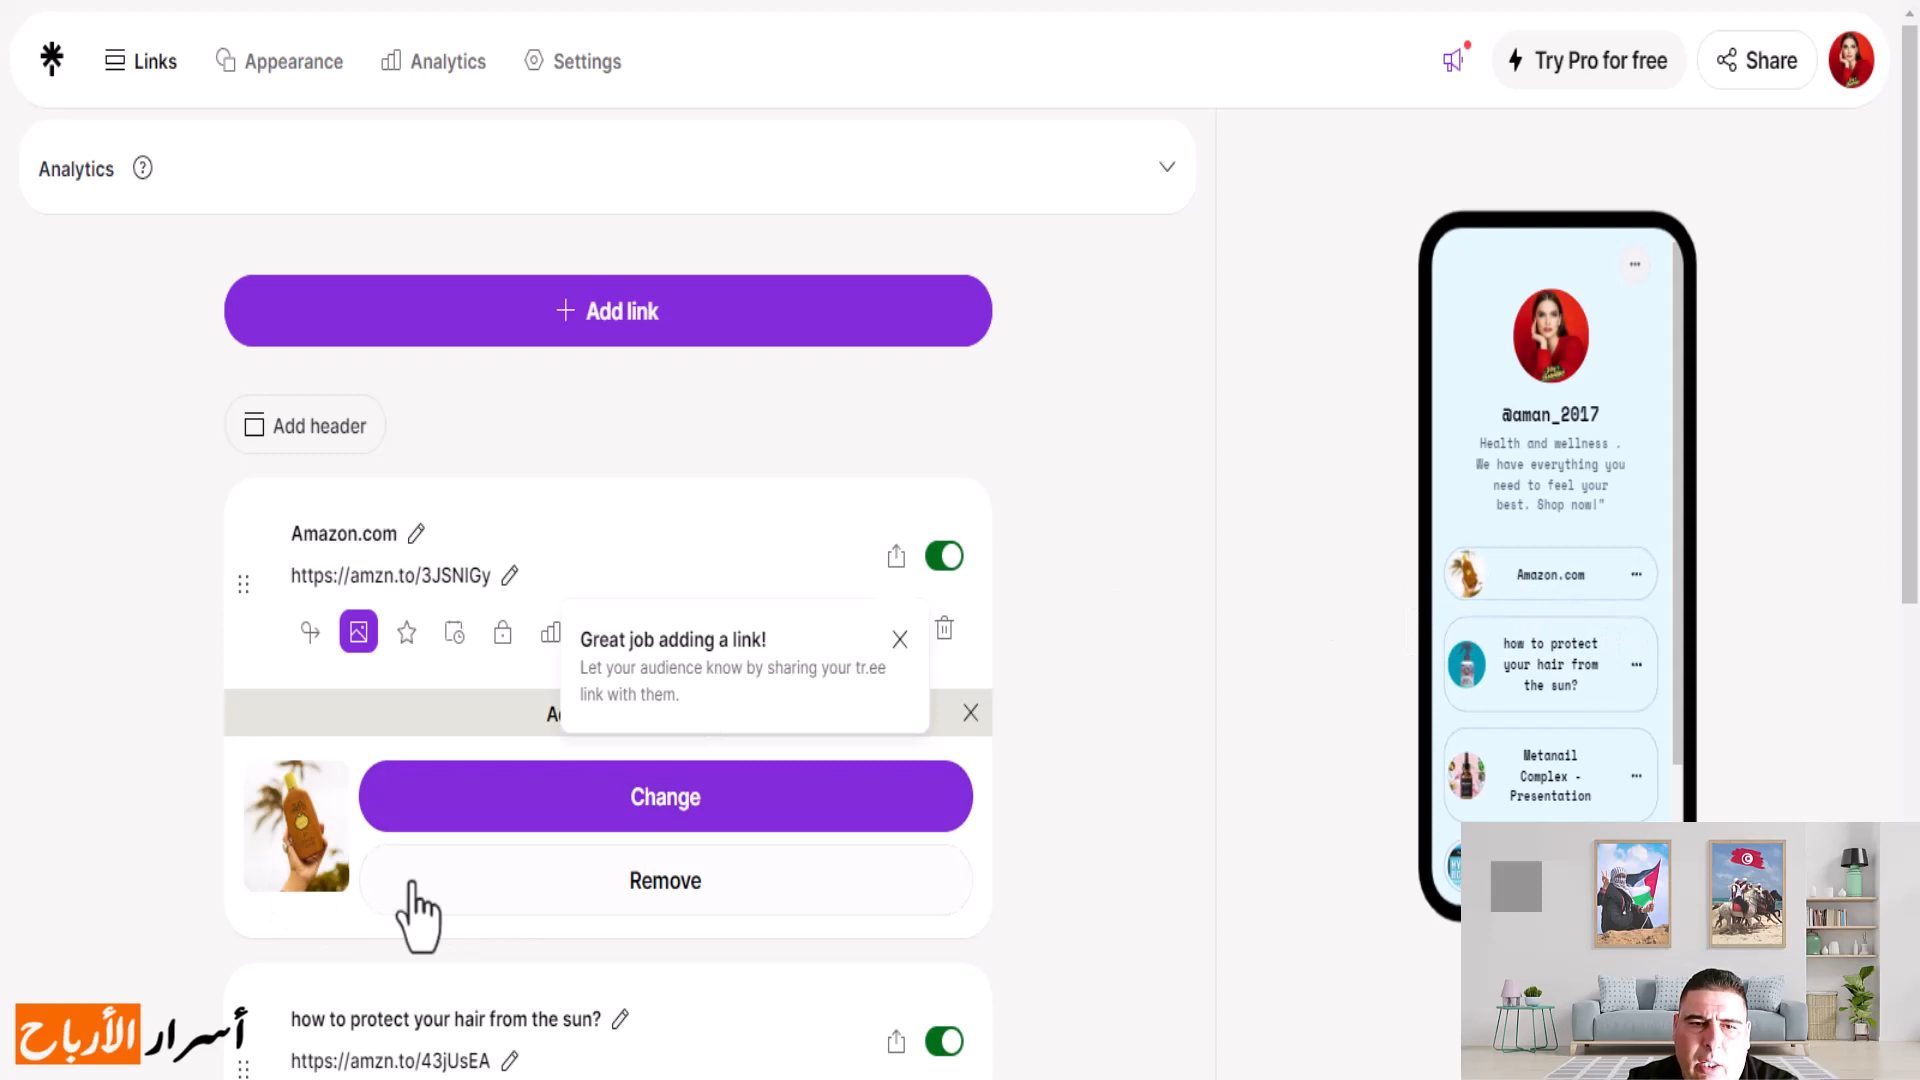 Links
Appearance
Analytics
Settings
Try Pro for free
Share
Analytics
Add link
Add header
Amazon.com
https://amzn.to/3JSNlGy
Great job adding a link!
Let your audience know by sharing your tr.ee
link with them.
Change
Remove
how to protect your hair from the sun?
https://amzn.to/43jUsEA
@aman_2017
Health and wellness .
We have everything you
need to feel your
best. Shop now!"
Amazon.com
how to protect
your hair from
the sun?
Metanail
Complex -
Presentation
أسرار الأرباح